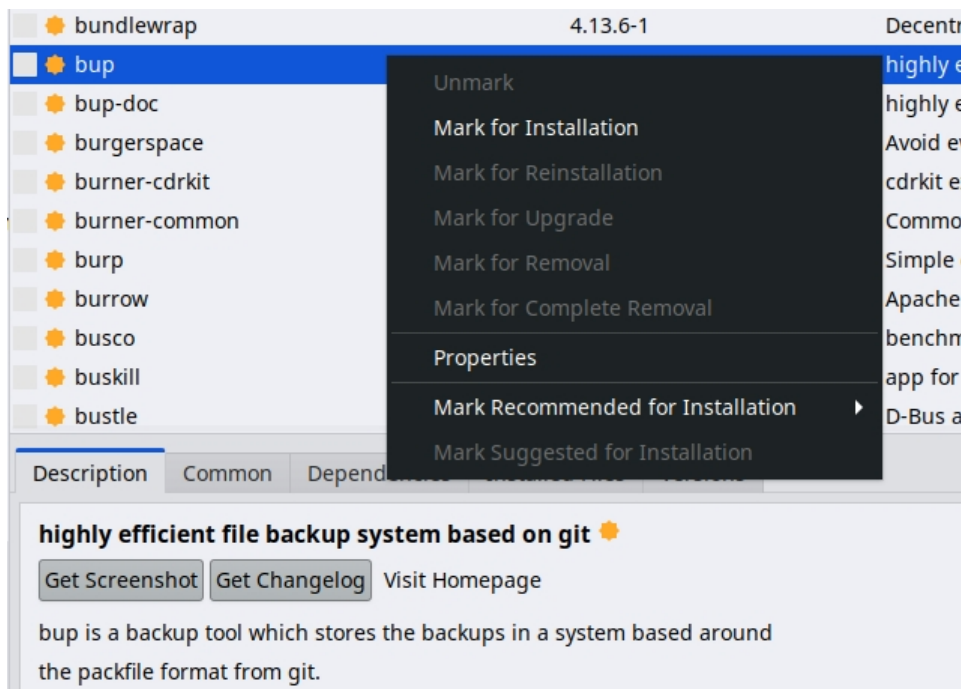 bundlewrap 4.13.6-1 Decentr
bup highly e
bup-doc highly e
burgerspace Avoid ev
burner-cdrkit cdrkit e
burner-common Commo
burp Simple
burrow Apache
busco benchm
buskill app for
bustle D-Bus a
Unmark
Mark for Installation
Mark for Reinstallation
Mark for Upgrade
Mark for Removal
Mark for Complete Removal
Properties
Mark Recommended for Installation
Mark Suggested for Installation
Description Common Dependencies Installed Files Versions
highly efficient file backup system based on git
Get Screenshot Get Changelog Visit Homepage
bup is a backup tool which stores the backups in a system based around
the packfile format from git.